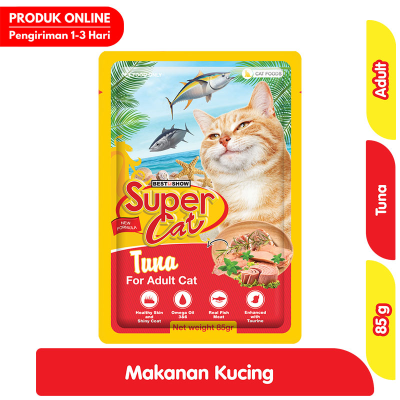 PRODUK ONLINE
Pengiriman 1-3 Hari
CAT FOODS
BEST IN SHOW
Super
Cat
NEW
FORMULA
Tuna
For Adult Cat
Healthy Skin
and
Shiny Coat
Omega Oil
3&6
Real Fish
Meat
Enhanced
with
Taurine
Net weight 85gr
Adult
Tuna
85 g
Makanan Kucing